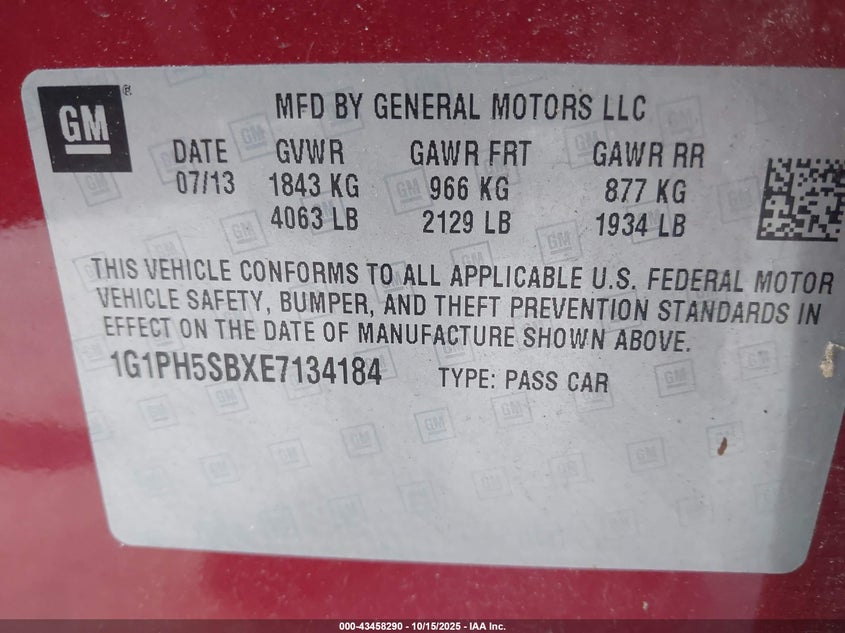 GM®
MFD BY GENERAL MOTORS LLC
DATE GVWR GAWR FRT GAWR RR
07/13 1843 KG 966 KG 877 KG
4063 LB 2129 LB 1934 LB
THIS VEHICLE CONFORMS TO ALL APPLICABLE U.S. FEDERAL MOTOR
VEHICLE SAFETY, BUMPER, AND THEFT PREVENTION STANDARDS IN
EFFECT ON THE DATE OF MANUFACTURE SHOWN ABOVE.
1G1PH5SBXE7134184 TYPE: PASS CAR
000-43458290 - 10/15/2025 - IAA Inc.